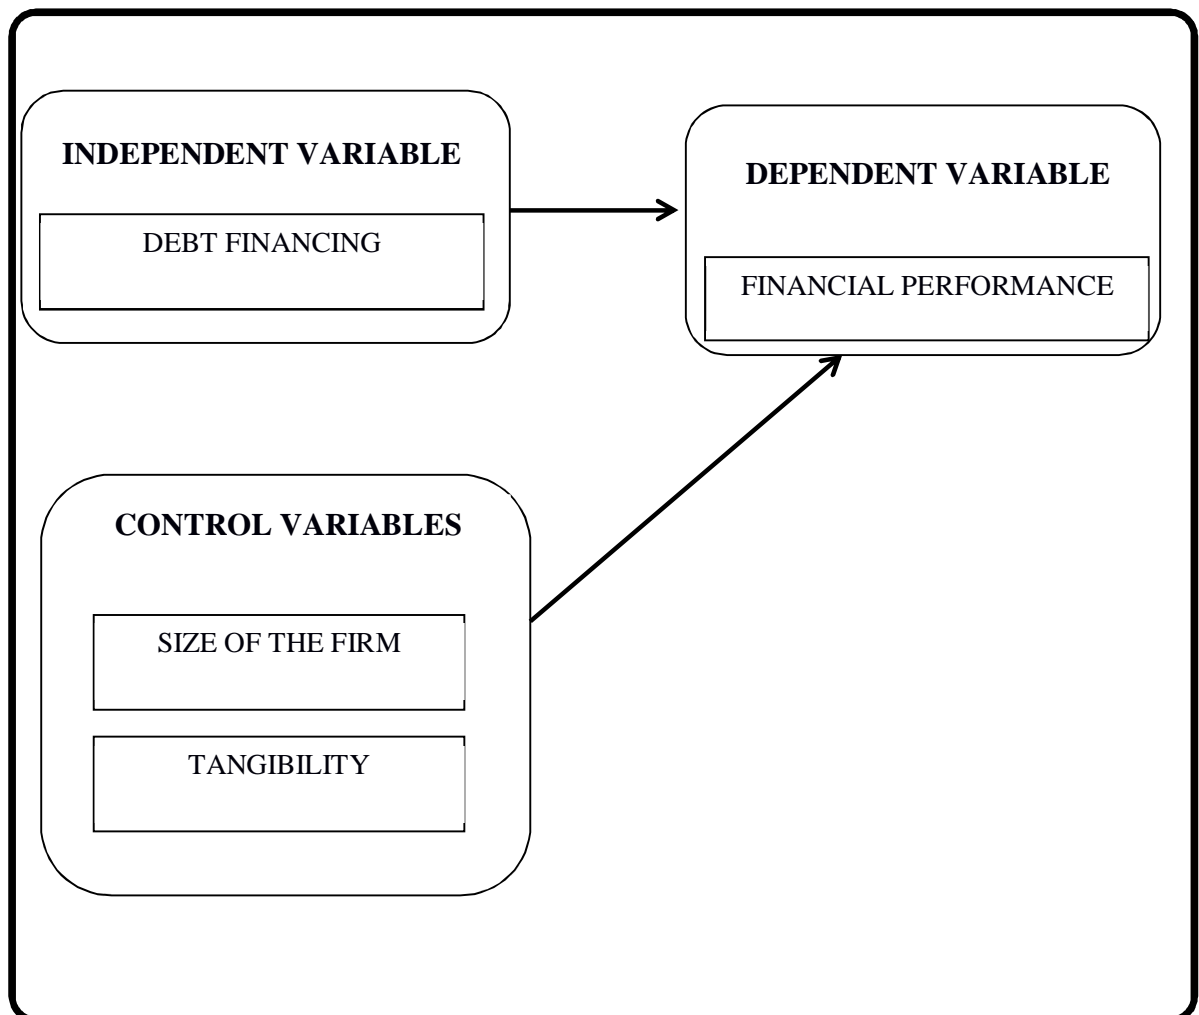 INDEPENDENT VARIABLE
DEBT FINANCING
DEPENDENT VARIABLE
FINANCIAL PERFORMANCE
CONTROL VARIABLES
SIZE OF THE FIRM
TANGIBILITY